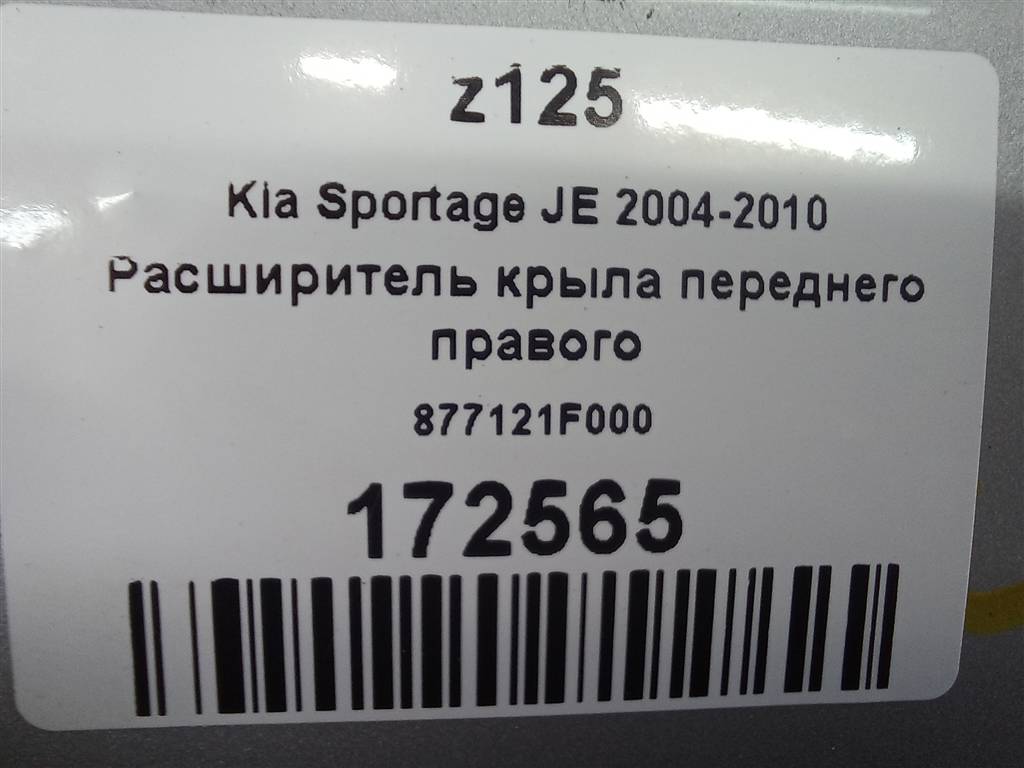 z125
Kia Sportage JE 2004-2010
Расширитель крыла переднего
правого
877121F000
172565